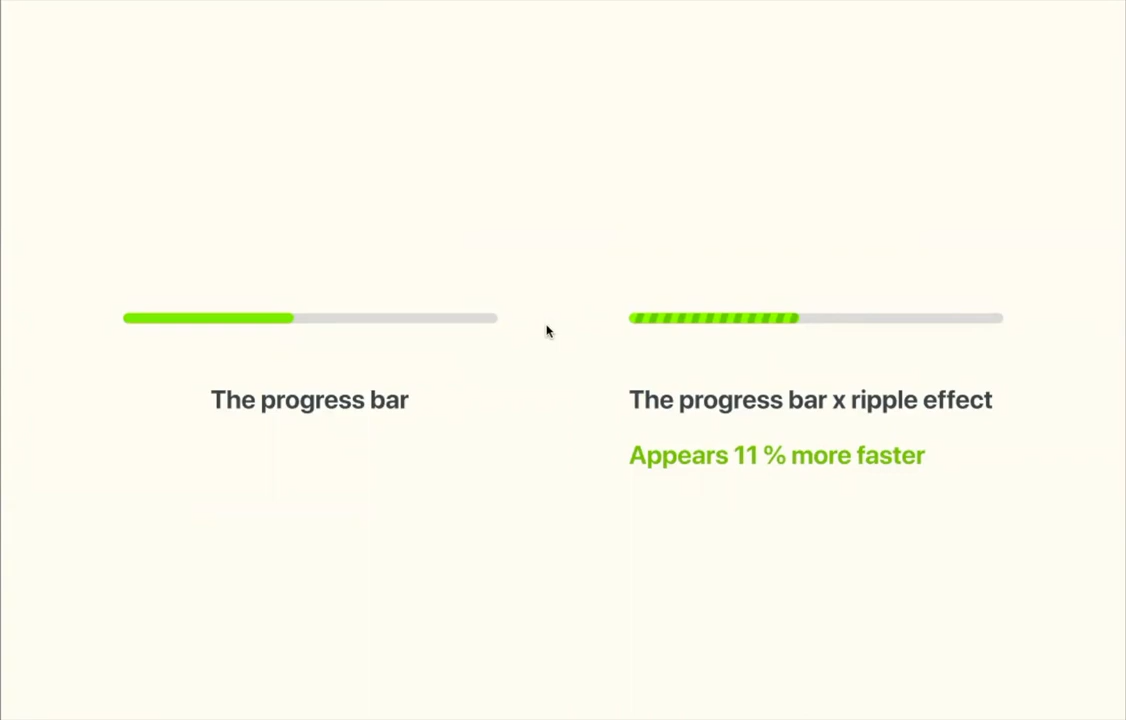 The progress bar
The progress bar x ripple effect
Appears 11 % more faster